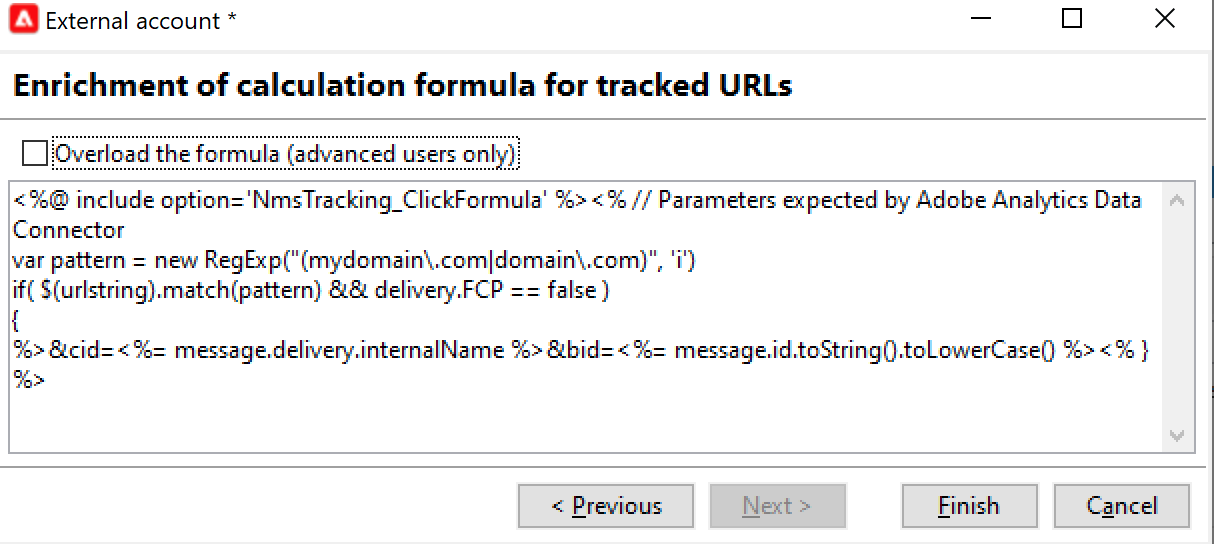 External account *
Enrichment of calculation formula for tracked URLs
Overload the formula (advanced users only)
<%@ include option='NmsTracking_ClickFormula' %><% // Parameters expected by Adobe Analytics Data
Connector
var pattern = new RegExp("(mydomain\.com|domain\.com)", 'i')
if( $(urlstring).match(pattern) && delivery.FCP == false )
{
%>&cid=<%= message.delivery.internalName %>&bid=<%= message.id.toString().toLowerCase() %><% }
%>
< Previous Next > Finish Cancel